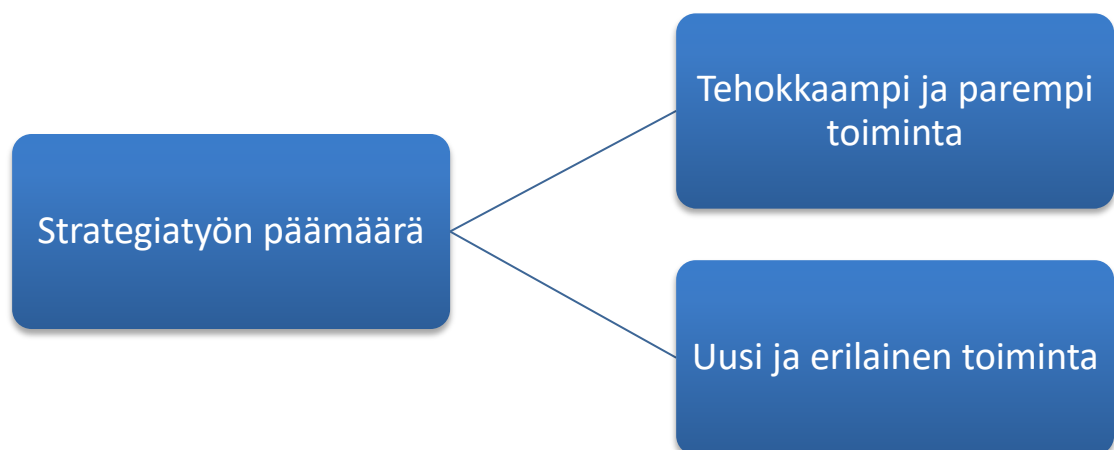 Strategiatyön päämäärä
Tehokkaampi ja parempi
toiminta
Uusi ja erilainen toiminta